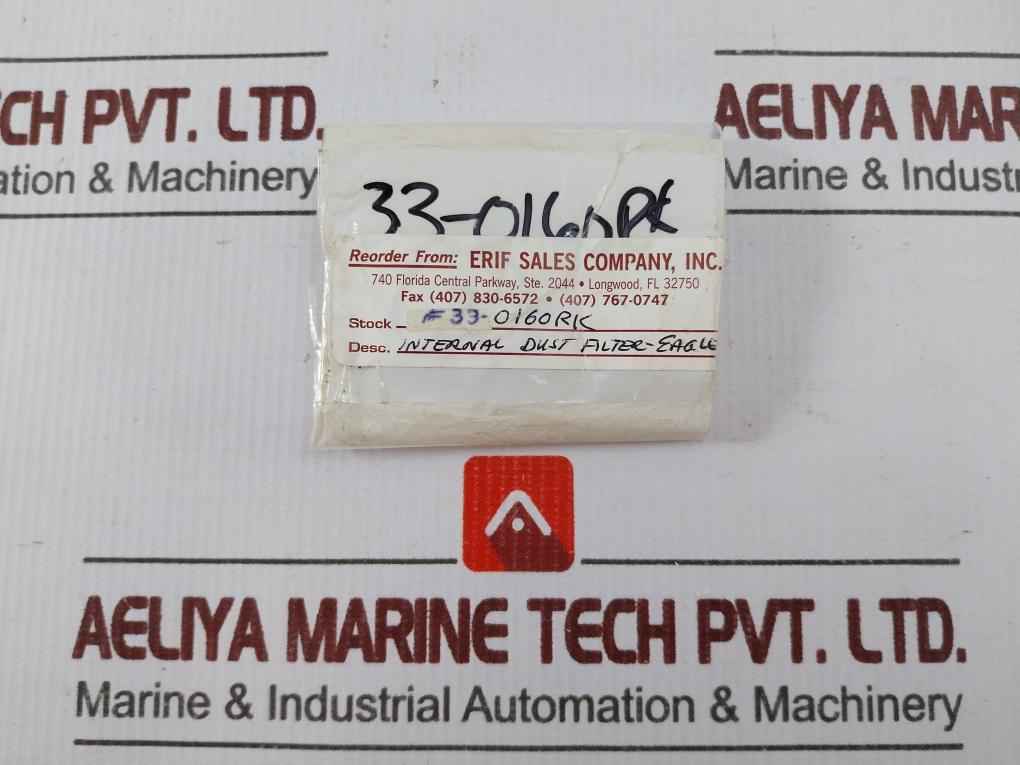 TECH PVT. LTD.
ation & Machinery
AELIYA MAR
Marine & Industr
33-0160RK
Reorder From: ERIF SALES COMPANY, INC.
740 Florida Central Parkway, Ste. 2044 • Longwood, FL 32750
Fax (407) 830-6572 • (407) 767-0747
Stock #33-0160RK
Desc. INTERNAL DUST FILTER-EAGLE
AELIYA MARINE TECH PVT. LTD.
Marine & Industrial Automation & Machinery